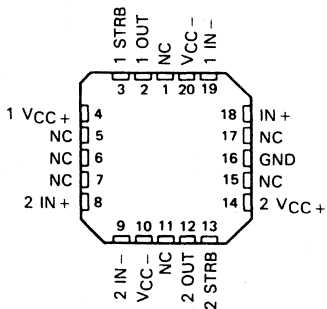 1 STRB
1 OUT
NC
VCC−
1 IN−
3 2 1 20 19
1 VCC+ 4
NC 5
NC 6
NC 7
2 IN+ 8
18 IN+
17 NC
16 GND
15 NC
14 2 VCC+
9 10 11 12 13
2 IN−
VCC−
NC
2 OUT
2 STRB